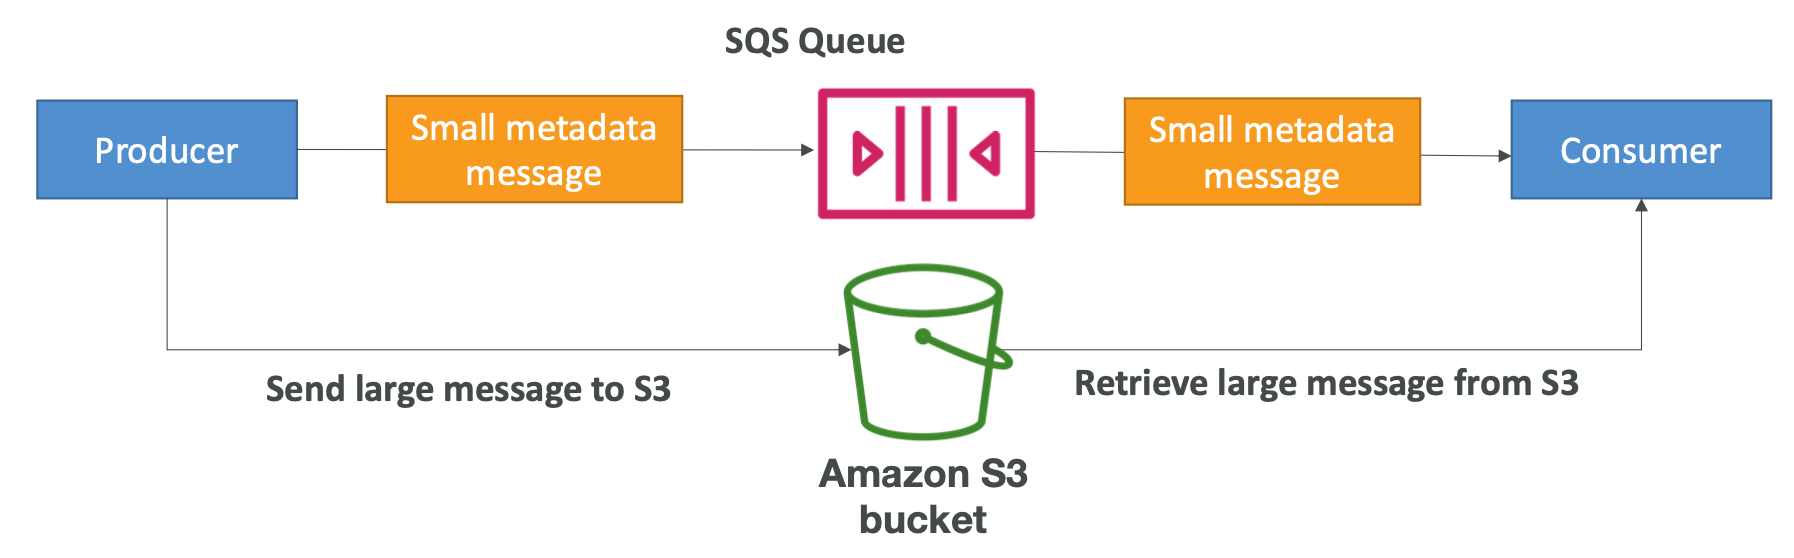 SQS Queue
Producer
Small metadata
message
Small metadata
message
Consumer
Send large message to S3
Retrieve large message from S3
Amazon S3
bucket